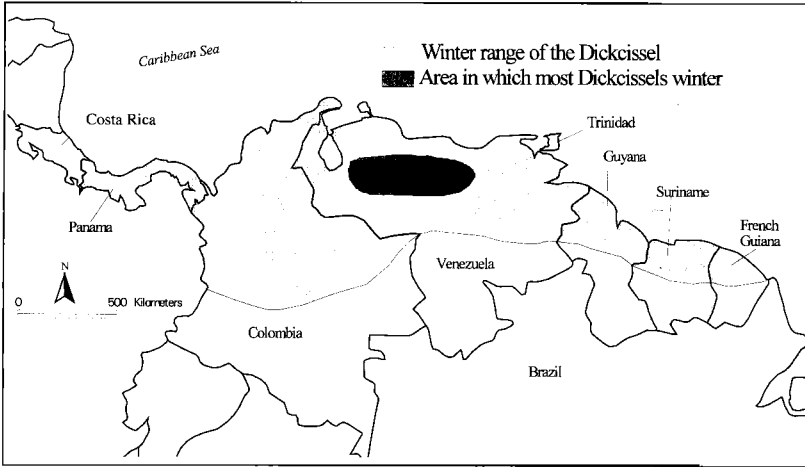 Caribbean Sea
Winter range of the Dickcissel
Area in which most Dickcissels winter
Costa Rica
Trinidad
Guyana
Suriname
Panama
French
Guiana
N
Venezuela
0 500 Kilometers
Colombia
Brazil